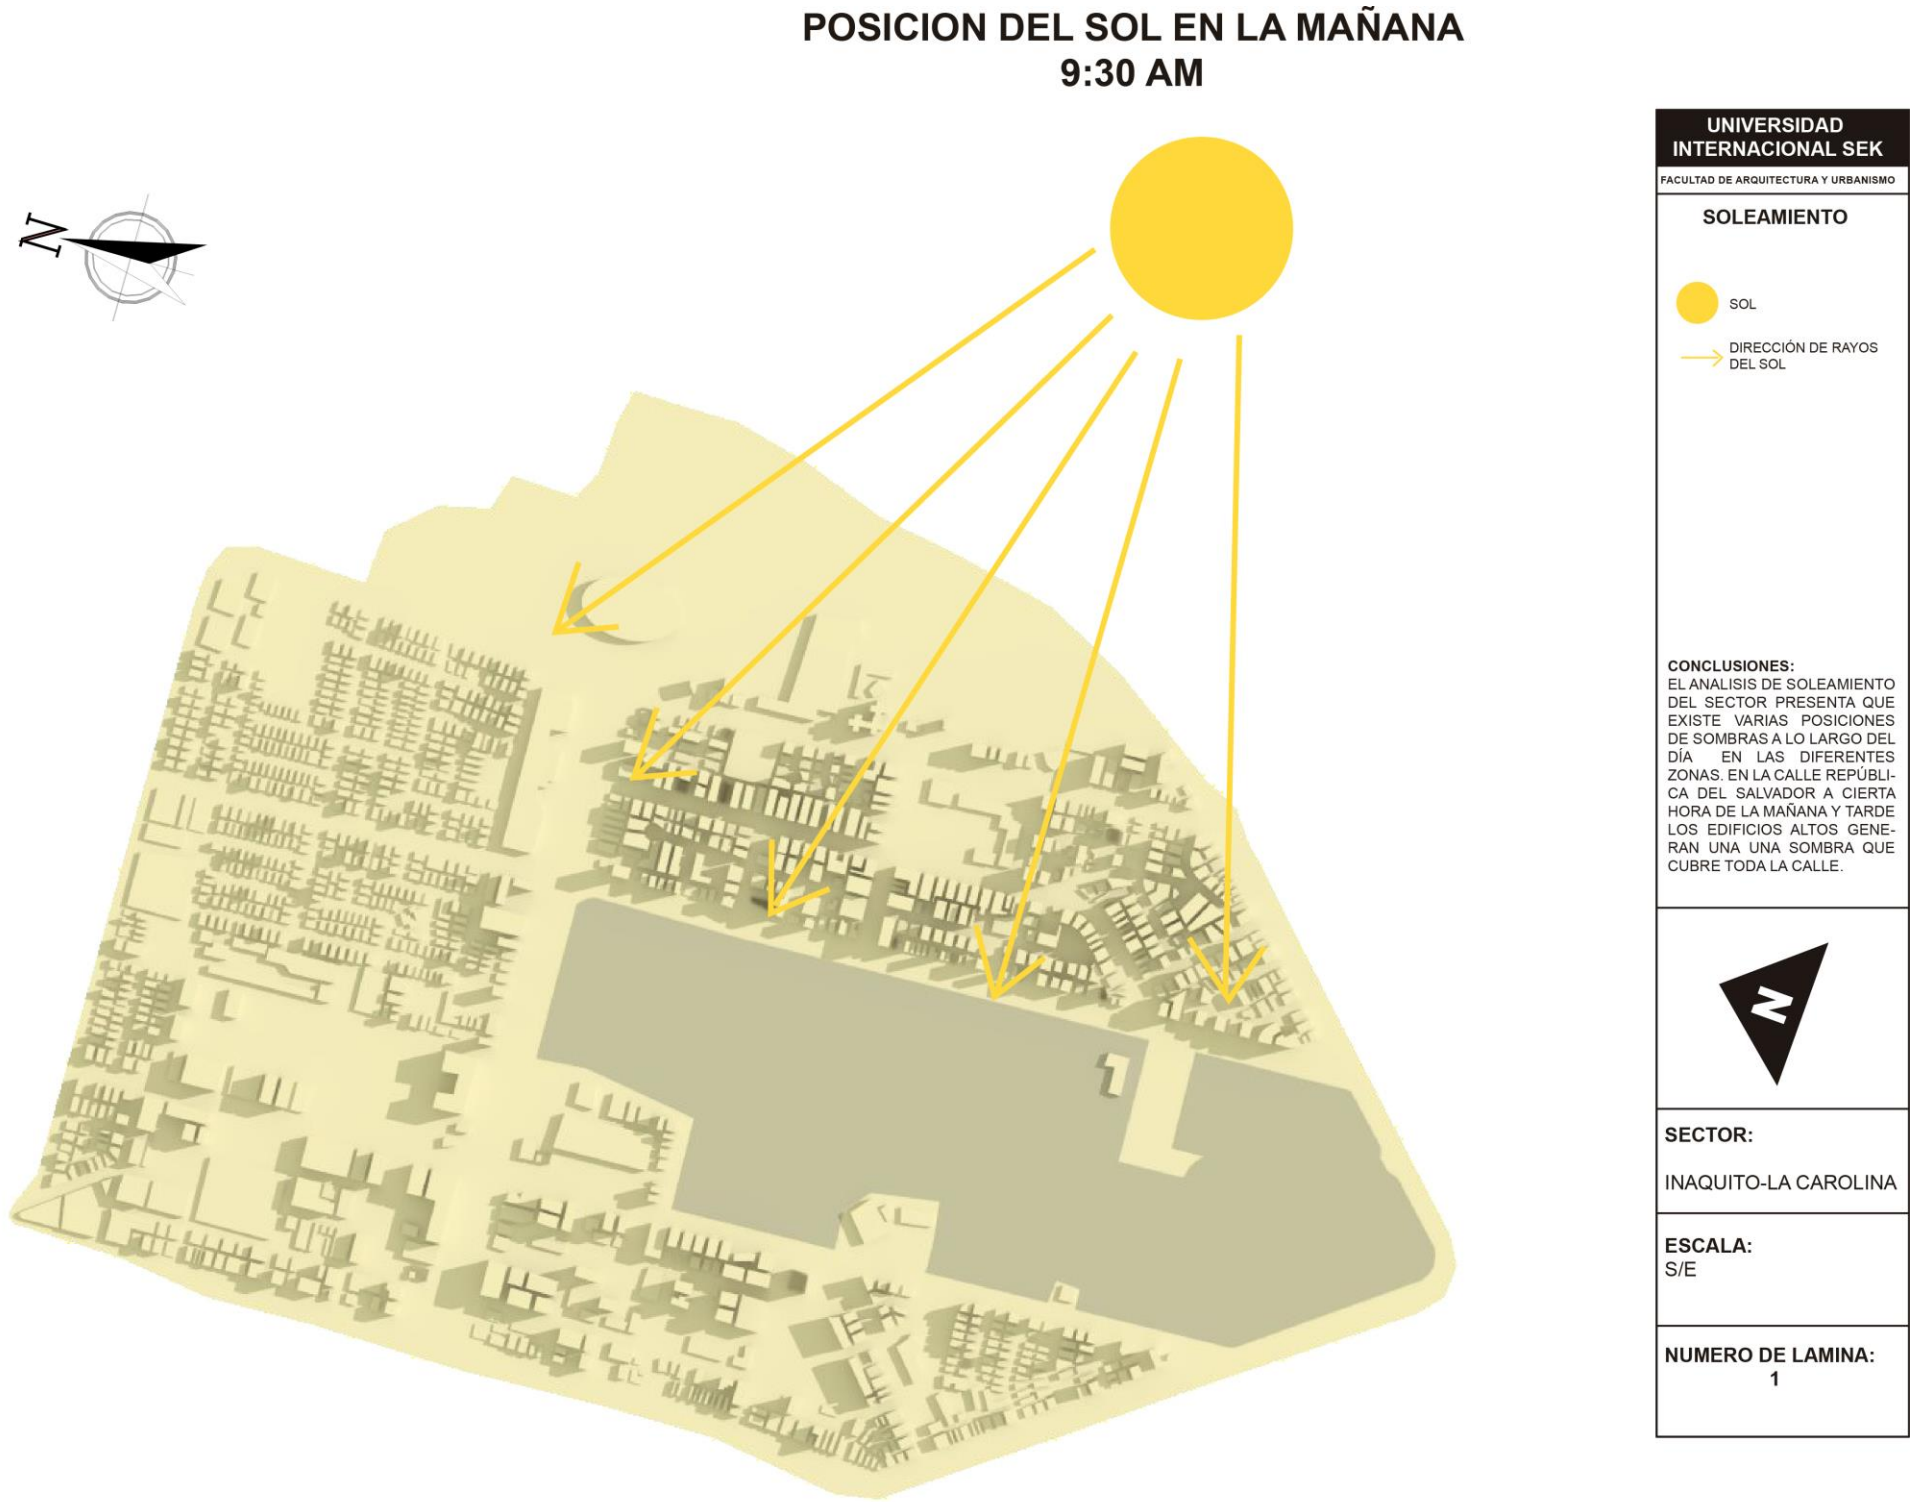 POSICION DEL SOL EN LA MAÑANA
9:30 AM
N
UNIVERSIDAD
INTERNACIONAL SEK
FACULTAD DE ARQUITECTURA Y URBANISMO
SOLEAMIENTO
SOL
DIRECCIÓN DE RAYOS
DEL SOL
CONCLUSIONES:
EL ANALISIS DE SOLEAMIENTO
DEL SECTOR PRESENTA QUE
EXISTE VARIAS POSICIONES
DE SOMBRAS A LO LARGO DEL
DÍA EN LAS DIFERENTES
ZONAS. EN LA CALLE REPÚBLI-
CA DEL SALVADOR A CIERTA
HORA DE LA MAÑANA Y TARDE
LOS EDIFICIOS ALTOS GENE-
RAN UNA UNA SOMBRA QUE
CUBRE TODA LA CALLE.
N
SECTOR:
INAQUITO-LA CAROLINA
ESCALA:
S/E
NUMERO DE LAMINA:
1